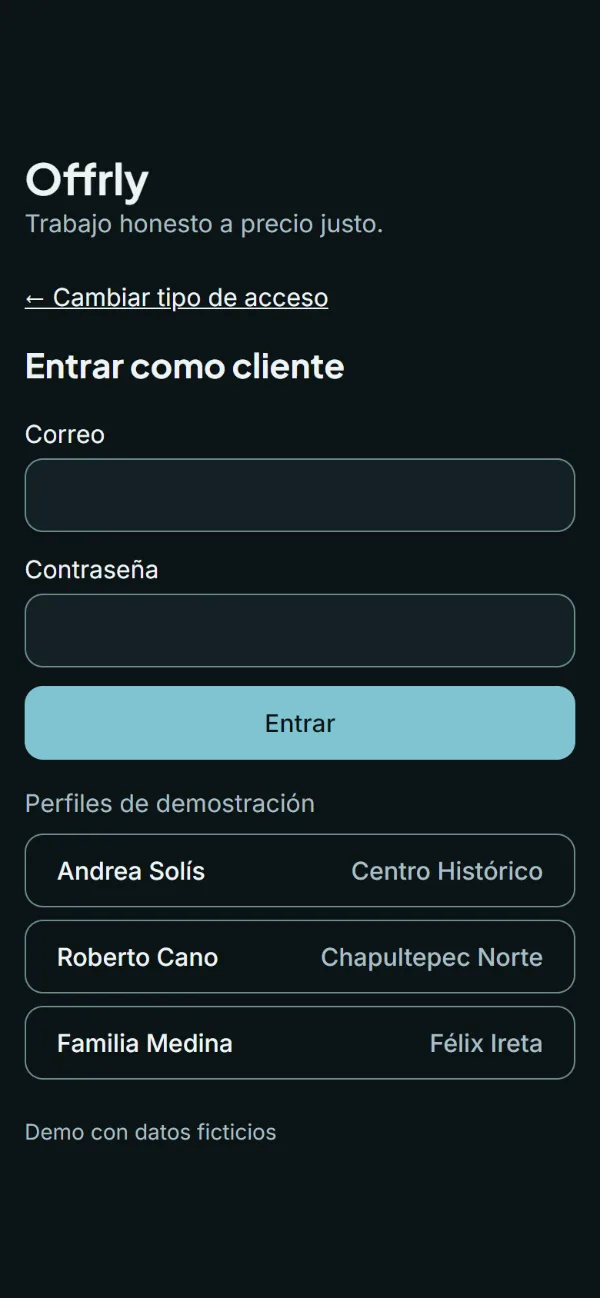 Offrly
Trabajo honesto a precio justo.
← Cambiar tipo de acceso
Entrar como cliente
Correo
Contraseña
Entrar
Perfiles de demostración
Andrea Solís Centro Histórico
Roberto Cano Chapultepec Norte
Familia Medina Félix Ireta
Demo con datos ficticios